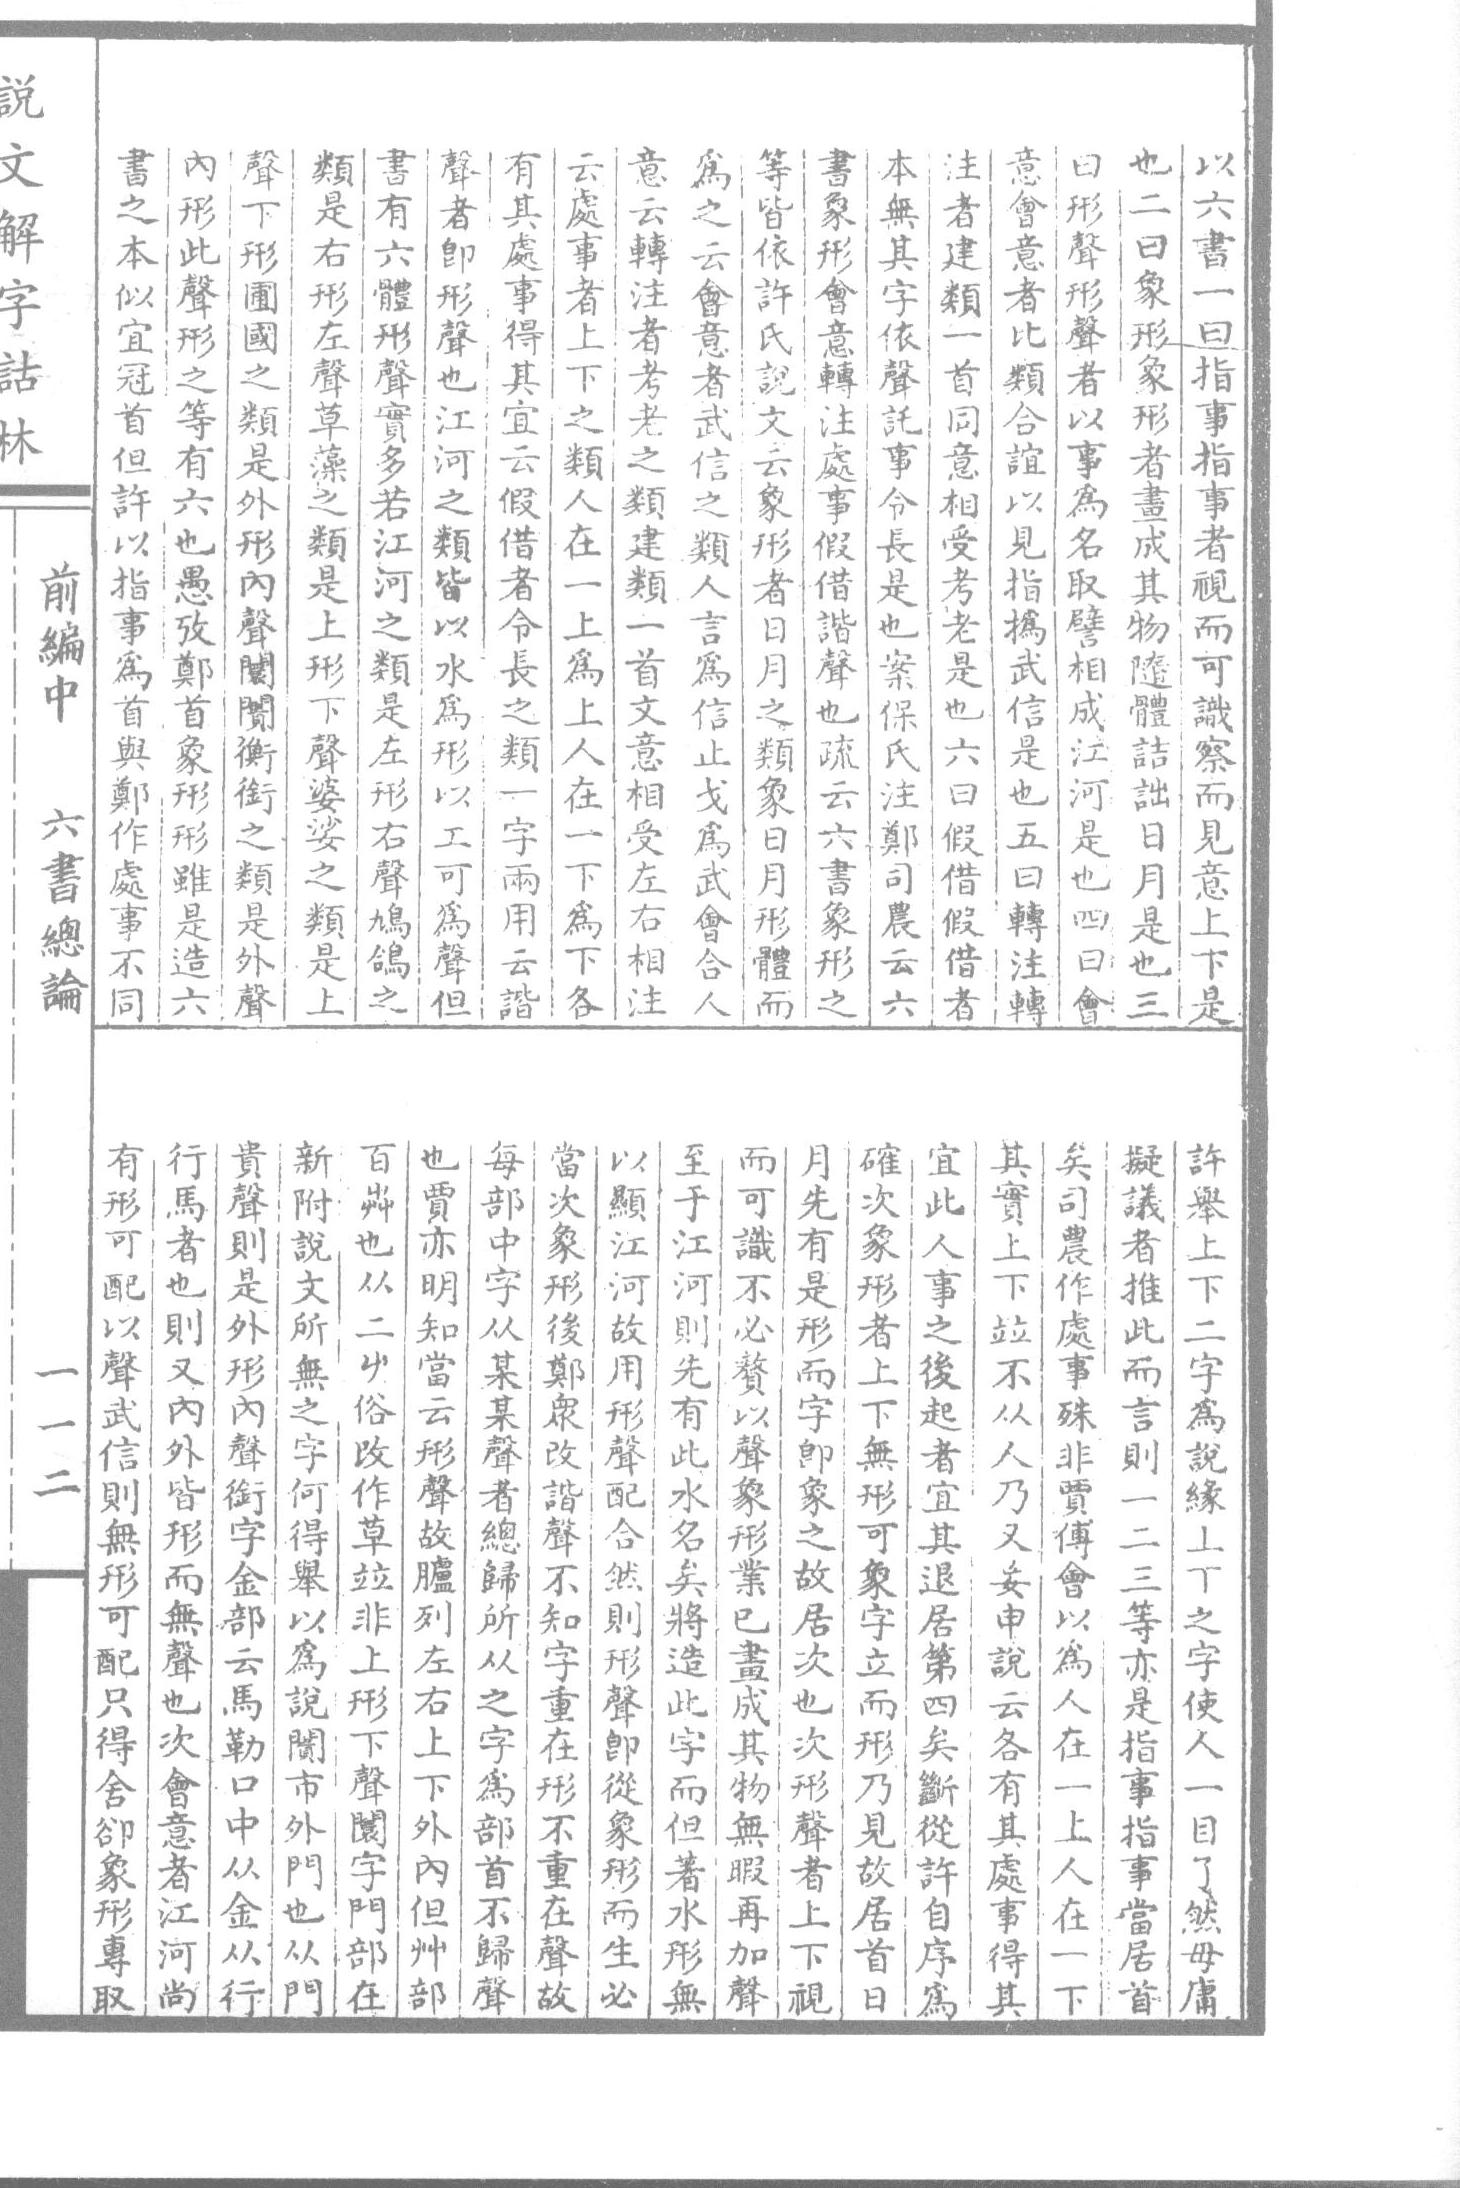 以六書一曰指事指事者視而可識察而見意上下是
也二曰象形象形者畫成其物隨體詰詘日月是也三
曰形聲形聲者以事爲名取譬相成江河是也四曰會
意會意者比類合誼以見指撝武信是也五曰轉注轉
注者建類一首同意相受考老是也六曰假借假借者
本無其字依聲託事令長是也案保氏注鄭司農云六
書象形會意轉注處事假借諧聲也疏云六書象形之
等皆依許氏說文云象形者日月之類象日月形體而
爲之云會意者武信之類人言爲信止戈爲武會合人
意云轉注者考老之類建類一首文意相受左右相注
云處事者上下之類人在一上爲上人在一下爲下各
有其處事得其宜云假借者令長之類一字兩用云諧
聲者卽形聲也江河之類皆以水爲形以工可爲聲但
書有六體形聲實多若江河之類是左形右聲鳩鴿之
類是右形左聲草藻之類是上形下聲婆娑之類是上
聲下形圃國之類是外形內聲闤闠衡銜之類是外聲
內形此聲形之等有六也愚攷鄭首象形形雖是造六
書之本似宜冠首但許以指事爲首與鄭作處事不同
許舉上下二字爲說緣上丅之字使人一目了然毋庸
擬議者推此而言則一二三等亦是指事指事當居首
矣司農作處事殊非賈傅會以爲人在一上人在一下
其實上下竝不从人乃又妄申說云各有其處事得其
宜此人事之後起者宜其退居第四矣斷從許自序爲
確次象形者上下無形可象字立而形乃見故居首日
月先有是形而字卽象之故居次也次形聲者上下視
而可識不必贅以聲象形業已畫成其物無暇再加聲
至于江河則先有此水名矣將造此字而但著水形無
以顯江河故用形聲配合然則形聲卽從象形而生必
當次象形後鄭衆改諧聲不知字重在形不重在聲故
每部中字从某某聲者總歸所从之字爲部首不歸聲
也賈亦明知當云形聲故臚列左右上下外內但艸部
百芔也从二屮俗改作草竝非上形下聲闤字門部在
新附說文所無之字何得舉以爲說闠市外門也从門
貴聲則是外形內聲銜字金部云馬勒口中从金从行
行馬者也則又內外皆形而無聲也次會意者江河尚
有形可配以聲武信則無形可配只得舍卻象形專取
說文解字詁林
前編中 六書總論
一一二